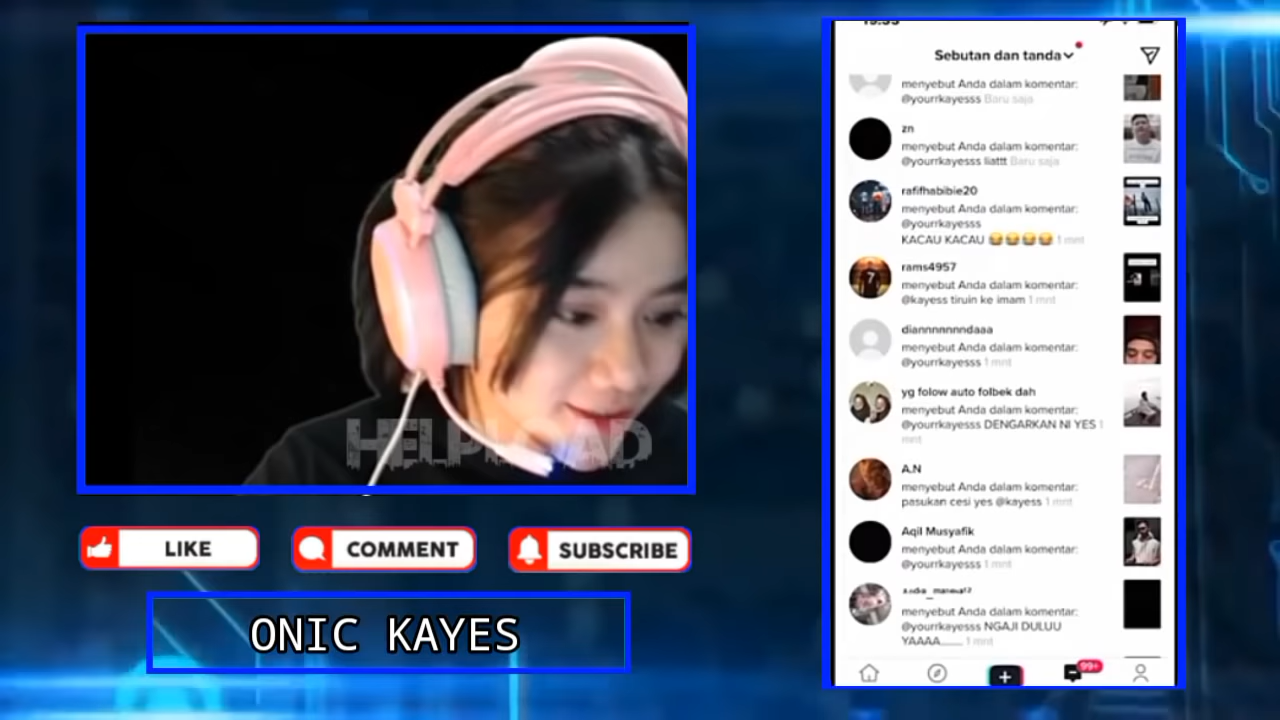 HELP
AD
LIKE
COMMENT
SUBSCRIBE
ONIC KAYES
Sebutan dan tanda
menyebut Anda dalam komentar:
@yourrkayesss Baru saja
zn
menyebut Anda dalam komentar:
@yourrkayesss liattt Baru saja
rafifhabibie20
menyebut Anda dalam komentar:
@yourrkayesss
KACAU KACAU 😂😂😂😂 1 mnt
rams4957
menyebut Anda dalam komentar:
@kayess tiruin ke imam 1 mnt
diannnnnnndaaa
menyebut Anda dalam komentar:
@yourrkayesss 1 mnt
yg folow auto folbek dah
menyebut Anda dalam komentar:
@yourrkayesss DENGARKAN NI YES 1
mnt
A.N
menyebut Anda dalam komentar:
pasukan cesi yes @kayess 1 mnt
Aqil Musyafik
menyebut Anda dalam komentar:
@yourrkayesss 1 mnt
menyebut Anda dalam komentar:
@yourrkayesss NGAJI DULUU
YAAAA....... 1 mnt
99+